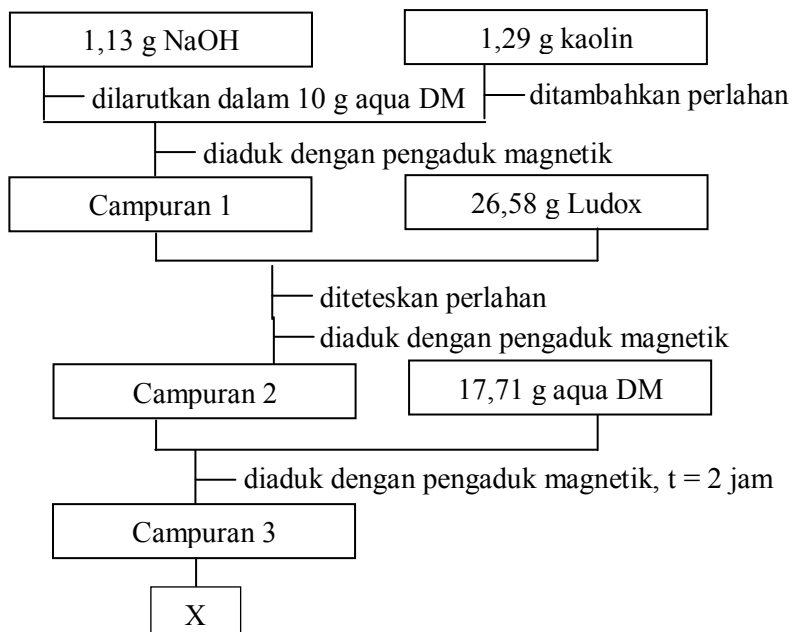 1,13 g NaOH
1,29 g kaolin
dilarutkan dalam 10 g aqua DM
ditambahkan perlahan
diaduk dengan pengaduk magnetik
Campuran 1
26,58 g Ludox
diteteskan perlahan
diaduk dengan pengaduk magnetik
Campuran 2
17,71 g aqua DM
diaduk dengan pengaduk magnetik, t = 2 jam
Campuran 3
X